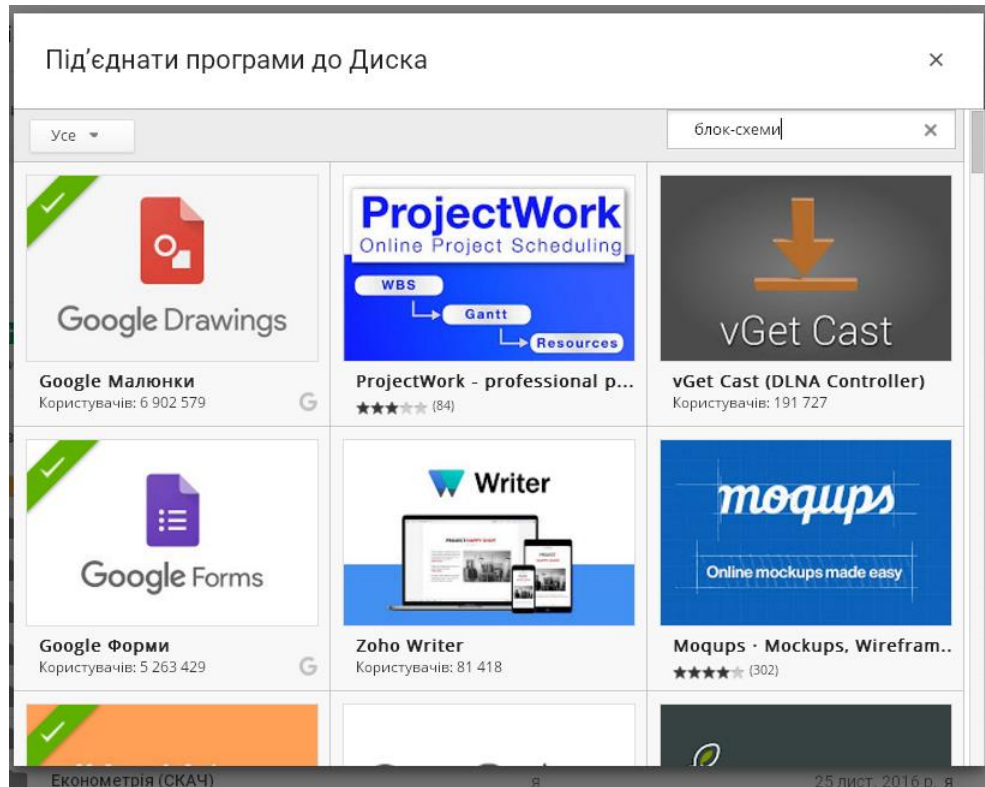 Під'єднати програми до Диска
×
Усе
блок-схеми
×
Google Drawings
ProjectWork
Online Project Scheduling
WBS
Gantt
Resources
vGet Cast
Google Малюнки
Користувачів: 6 902 579
G
ProjectWork - professional p...
(84)
vGet Cast (DLNA Controller)
Користувачів: 191 727
Google Forms
Writer
PROJECT HAPPY SHOP
moqups
Online mockups made easy
Google Форми
Користувачів: 5 263 429
G
Zoho Writer
Користувачів: 81 418
Moqups · Mockups, Wirefram..
(302)
Економетрія (СКАЧ)
я
25 лист. 2016 р. я